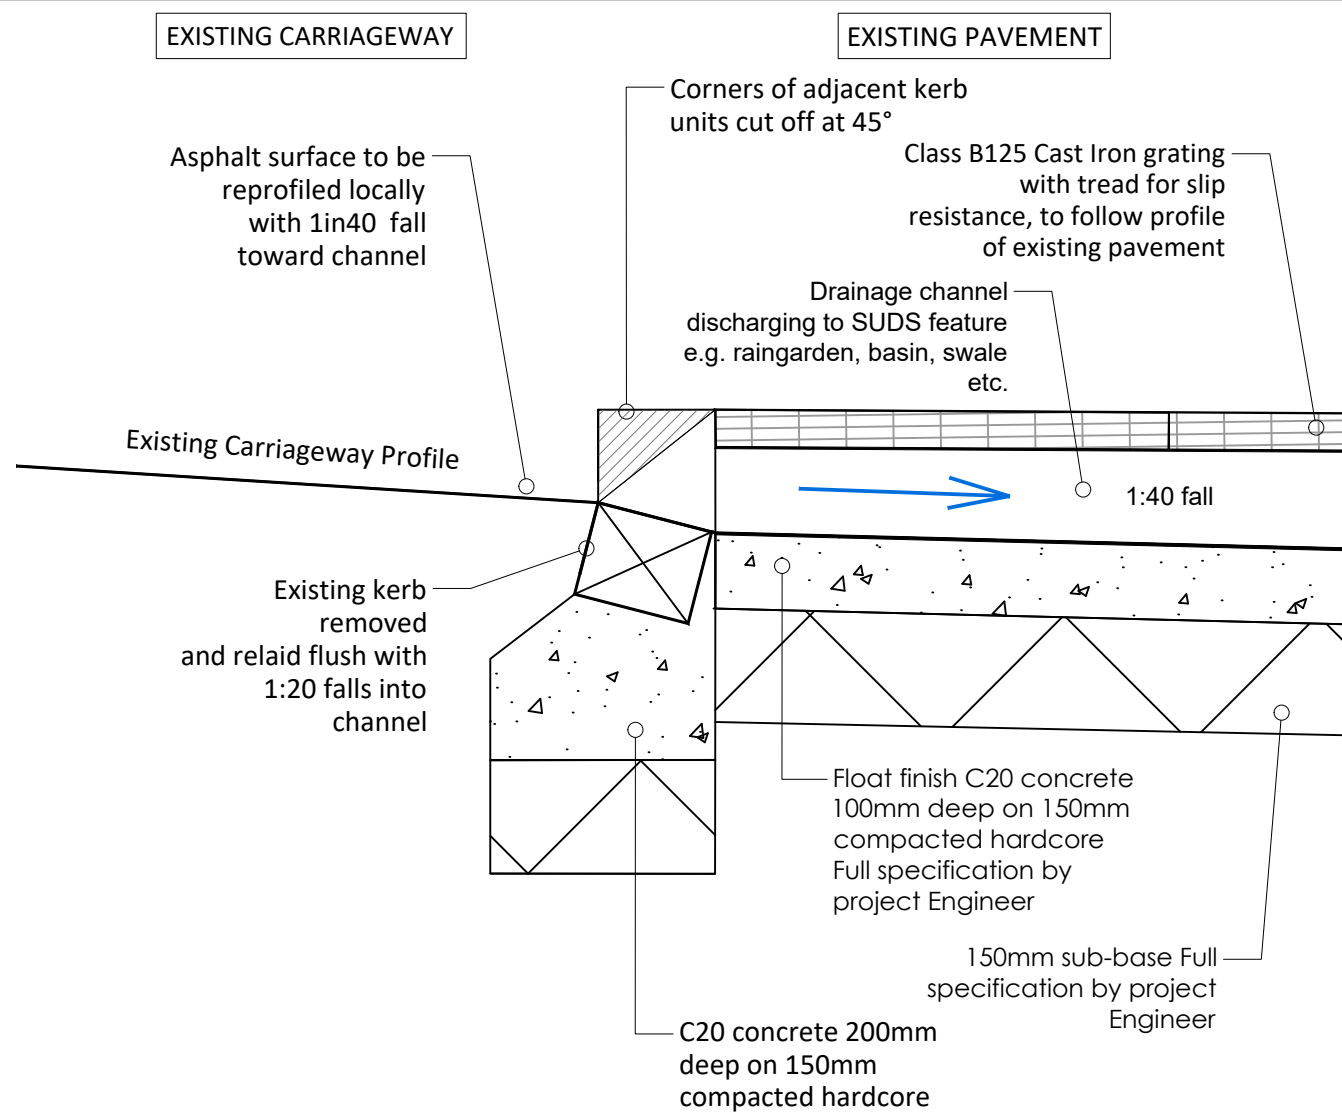 EXISTING CARRIAGEWAY
EXISTING PAVEMENT
Corners of adjacent kerb
units cut off at 45°
Asphalt surface to be
reprofiled locally
with 1in40 fall
toward channel
Class B125 Cast Iron grating
with tread for slip
resistance, to follow profile
of existing pavement
Drainage channel
discharging to SUDS feature
e.g. raingarden, basin, swale
etc.
Existing Carriageway Profile
1:40 fall
Existing kerb
removed
and relaid flush with
1:20 falls into
channel
Float finish C20 concrete
100mm deep on 150mm
compacted hardcore
Full specification by
project Engineer
150mm sub-base Full
specification by project
Engineer
C20 concrete 200mm
deep on 150mm
compacted hardcore